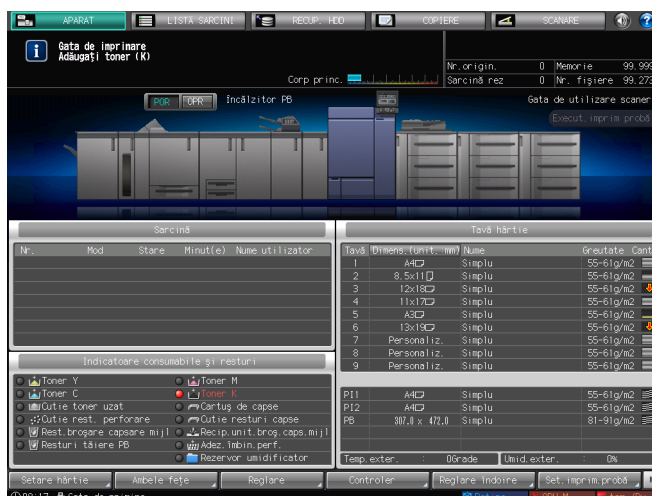 APARAT LISTĂ SARCINI RECUP. HDD COPIERE SCANARE
Gata de imprimare
Adăugați toner (K)
Corp princ.
Nr.origin. 0 Memorie 99.999
Sarcină rez 0 Nr. fișiere 99.273
POR OPR încălzitor PB
Gata de utilizare scaner
Execut.imprim probă
Sarcină
Nr. Mod Stare Minut(e) Nume utilizator
Tavă hârtie
Tavă Dimens.(unit. mm) Nume Greutate Cant
1 A4 Simplu 55-61g/m2
2 8.5x11 Simplu 55-61g/m2
3 12x18 Simplu 55-61g/m2
4 11x17 Simplu 55-61g/m2
5 A3 Simplu 55-61g/m2
6 13x19 Simplu 55-61g/m2
7 Personaliz. Simplu 55-61g/m2
8 Personaliz. Simplu 55-61g/m2
9 Personaliz. Simplu 55-61g/m2
PI1 A4 Simplu 55-61g/m2
PI2 A4 Simplu 55-61g/m2
PB 307.0 x 472.0 Simplu 81-91g/m2
Temp.exter. : 0Grade Umid.exter. : 0%
Indicatoare consumabile și resturi
Toner Y Toner M
Toner C Toner K
Cutie toner uzat Cartuș de capse
Cutie rest. perforare Cutie resturi capse
Rest.broșare capsare mijl Recip.unit.broș.caps.mijl
Resturi tăiere PB Adez.îmbin.perf.
Rezervor umidificator
Setare hârtie Ambele fețe Reglare Controler Reglare îndoire Set.imprim.probă